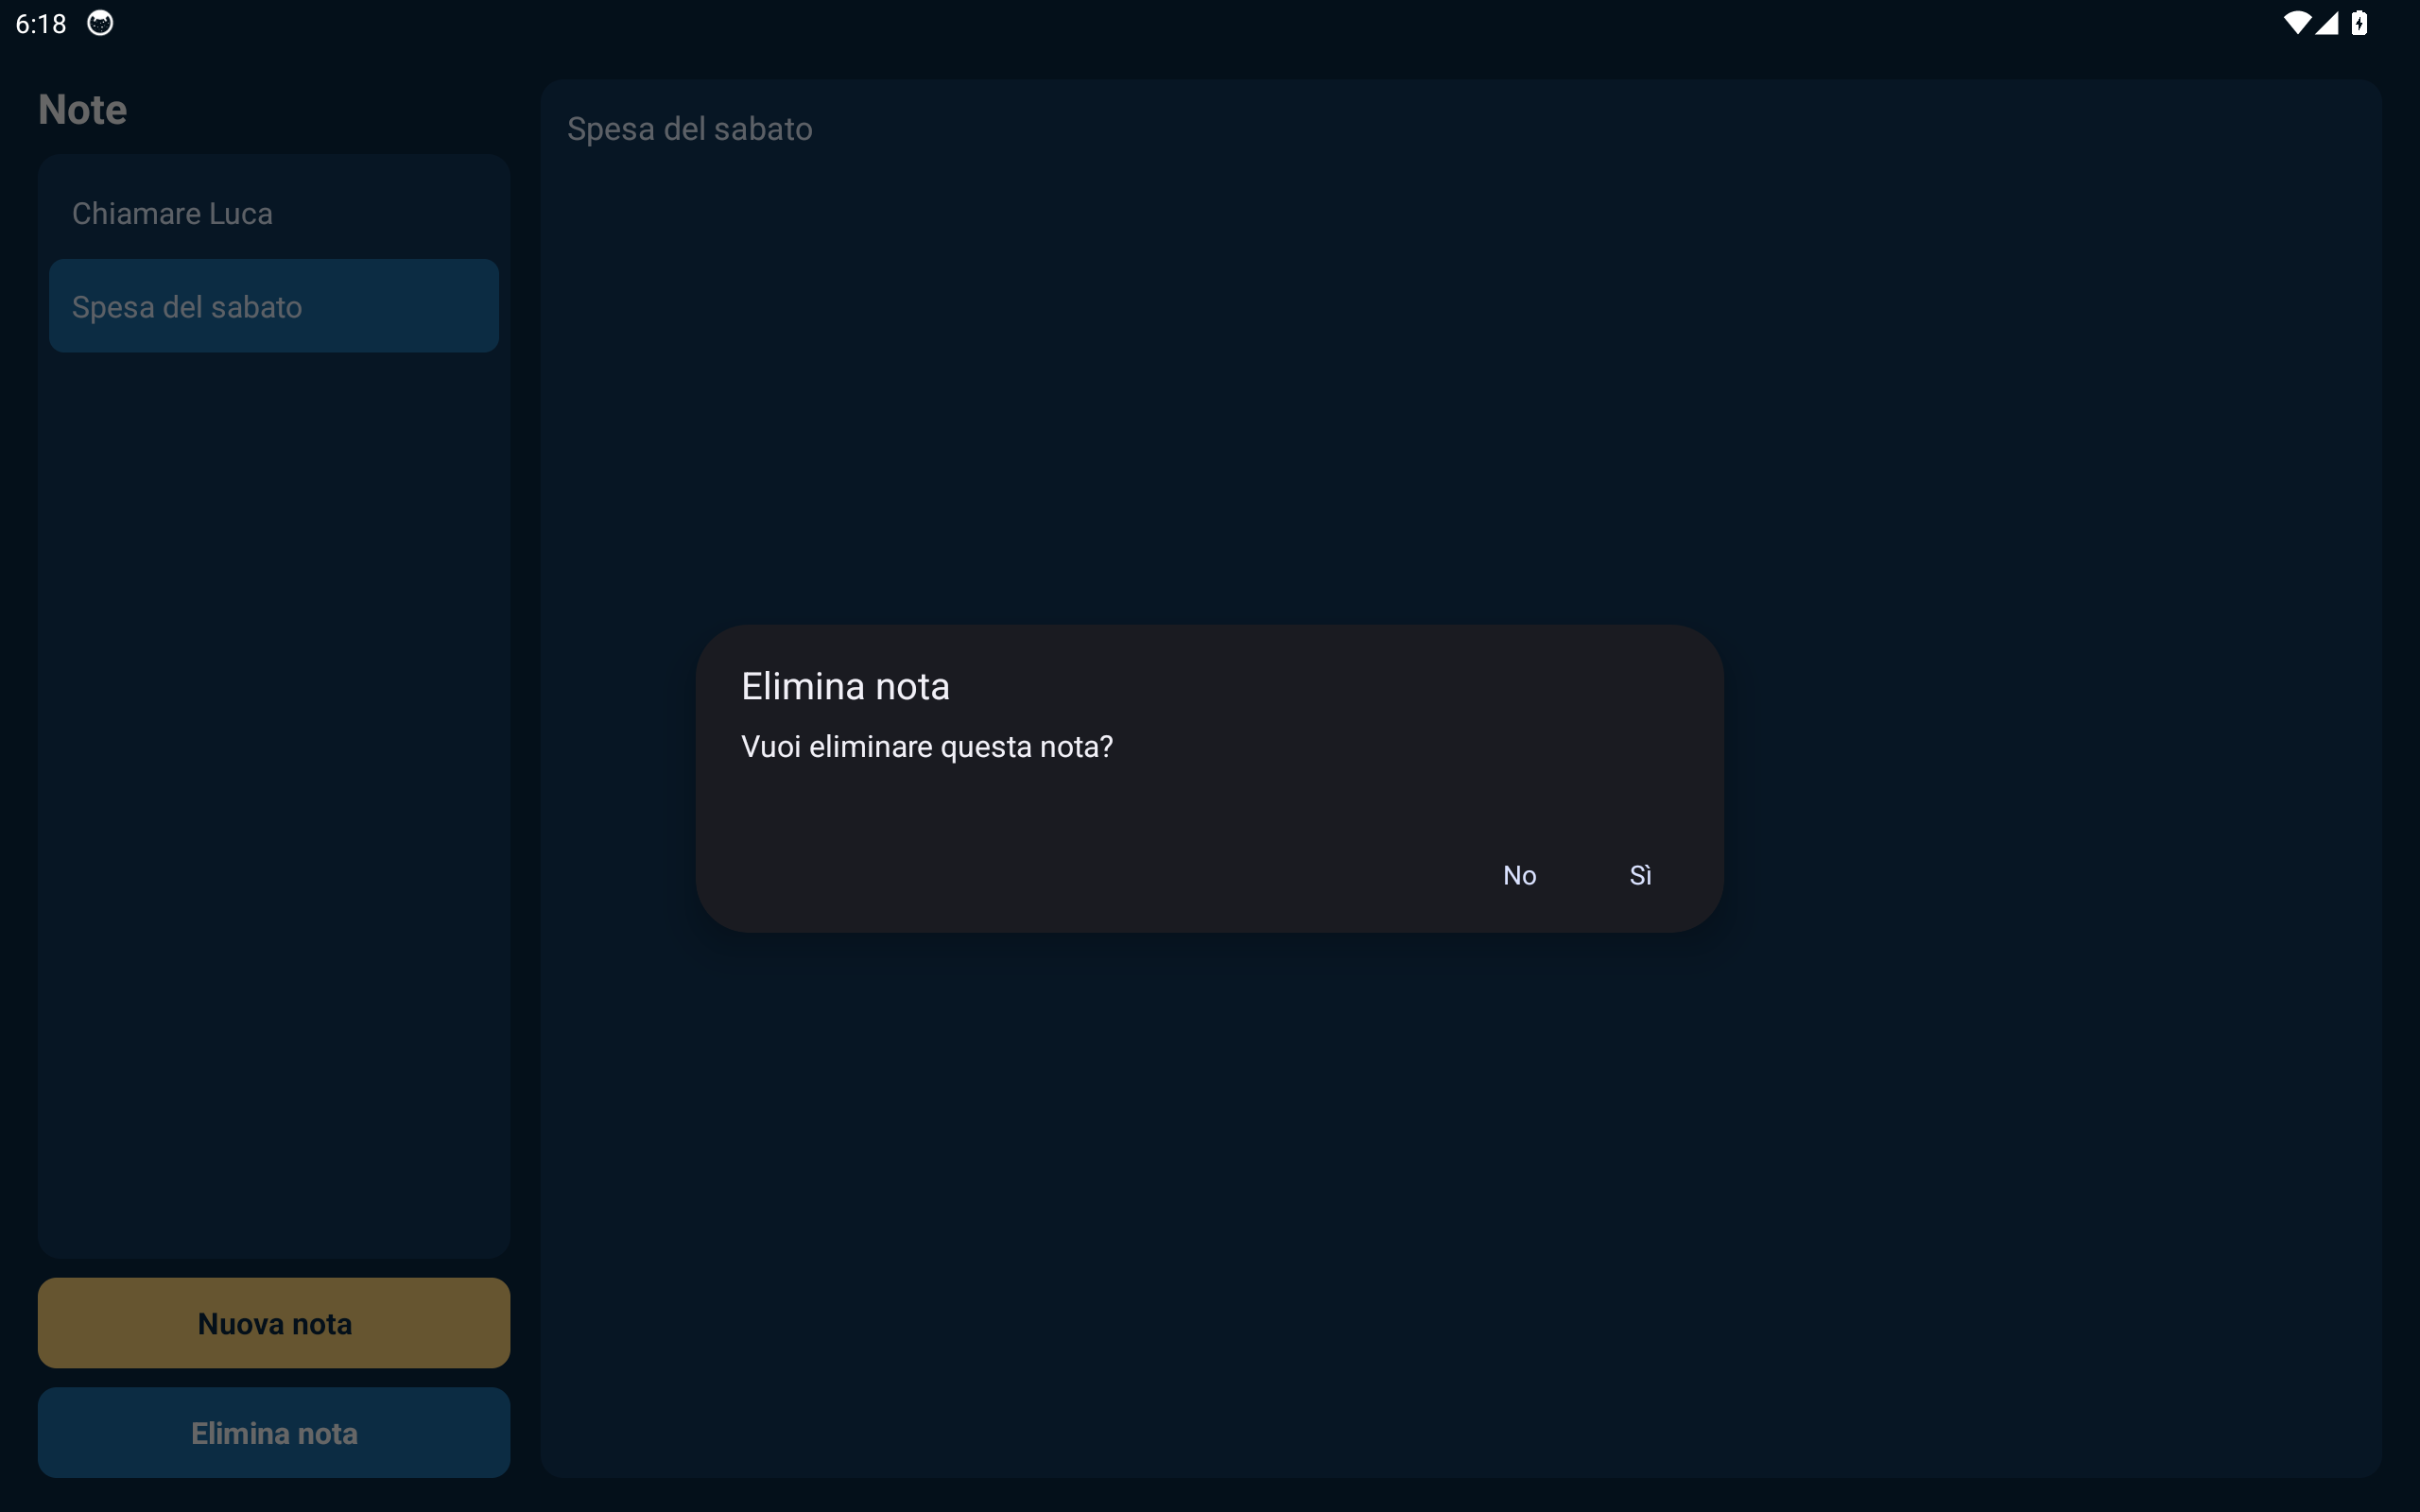 6:18
Note
Chiamare Luca
Spesa del sabato
Spesa del sabato
Elimina nota
Vuoi eliminare questa nota?
No Sì
Nuova nota
Elimina nota